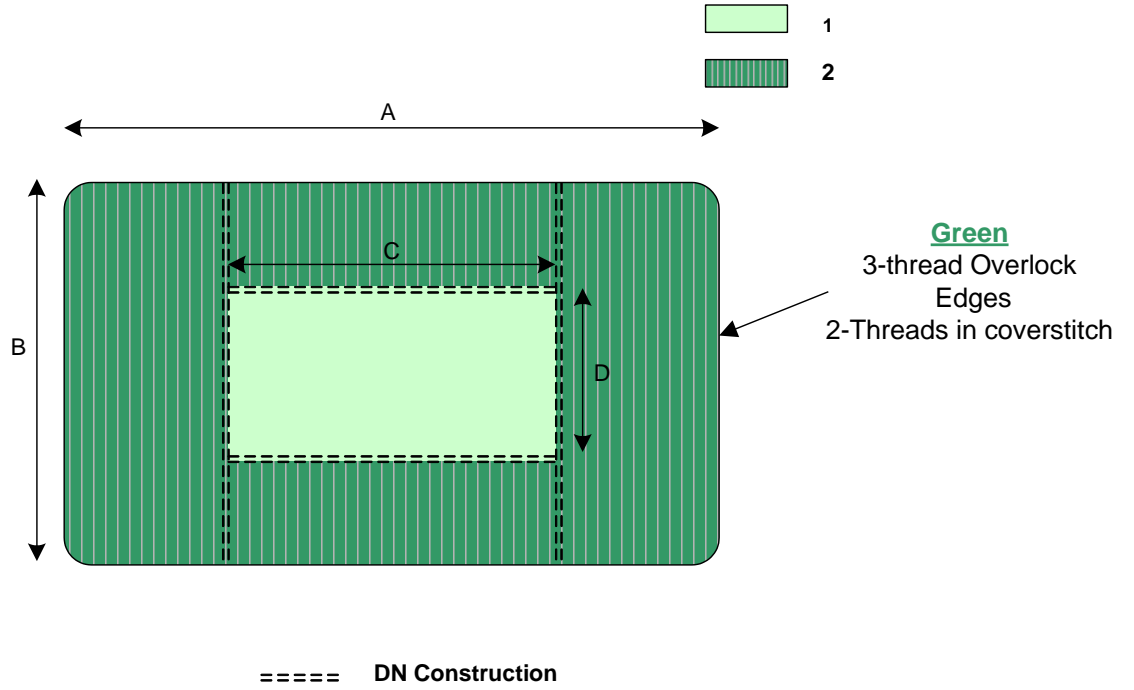 1
2
A
Green
3-thread Overlock
Edges
2-Threads in coverstitch
C
B
D
DN Construction